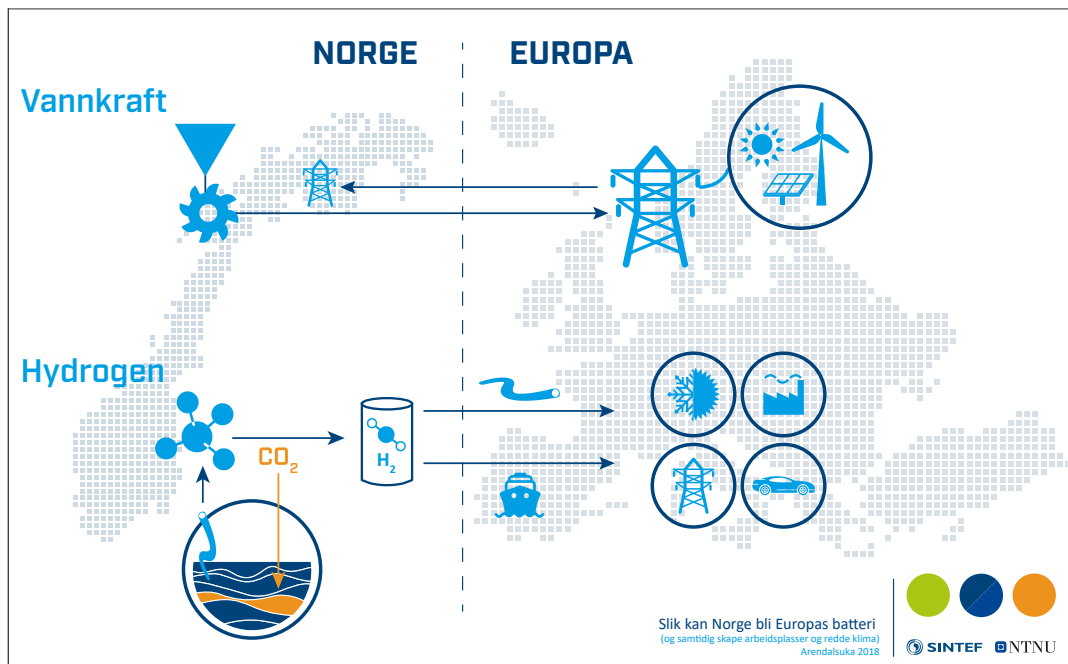 NORGE
EUROPA
Vannkraft
Hydrogen
CO₂
H₂
Slik kan Norge bli Europas batteri
(og samtidig skape arbeidsplasser og redde klima)
Arendalsuka 2018
SINTEF
NTNU